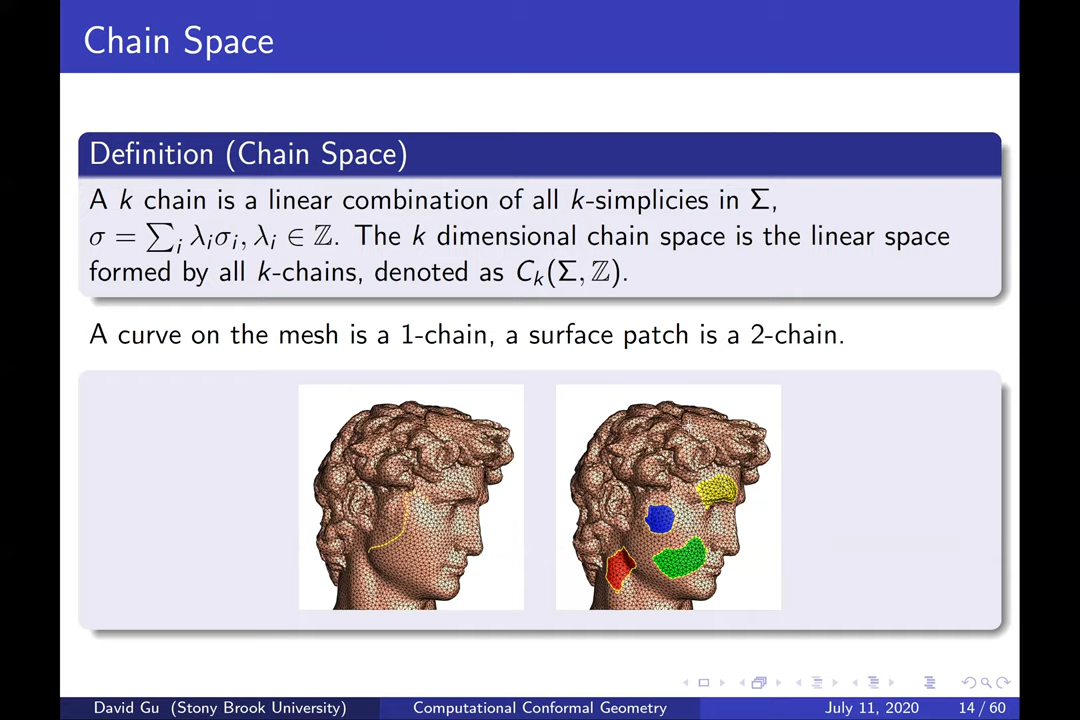 Chain Space
Definition (Chain Space)
A k chain is a linear combination of all k-simplicies in Σ,
σ = ∑ᵢ λᵢσᵢ, λᵢ ∈ ℤ. The k dimensional chain space is the linear space
formed by all k-chains, denoted as Cₖ(Σ, ℤ).
A curve on the mesh is a 1-chain, a surface patch is a 2-chain.
David Gu (Stony Brook University) Computational Conformal Geometry July 11, 2020 14 / 60